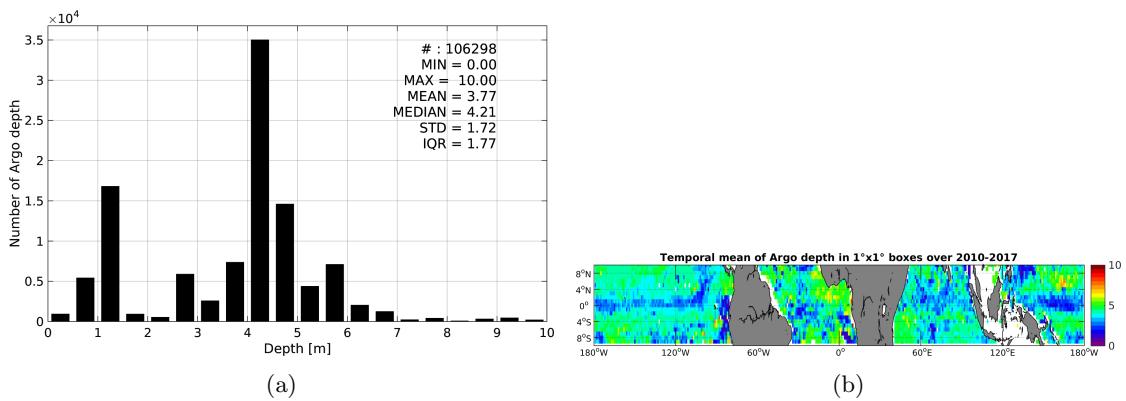 ×10⁴
3.5
3
2.5
2
1.5
1
0.5
0
Number of Argo depth
# : 106298
MIN = 0.00
MAX = 10.00
MEAN = 3.77
MEDIAN = 4.21
STD = 1.72
IQR = 1.77
0 1 2 3 4 5 6 7 8 9 10
Depth [m]
(a)
Temporal mean of Argo depth in 1°x1° boxes over 2010-2017
8°N
4°N
0°
4°S
8°S
180°W 120°W 60°W 0° 60°E 120°E 180°W
10
5
0
(b)